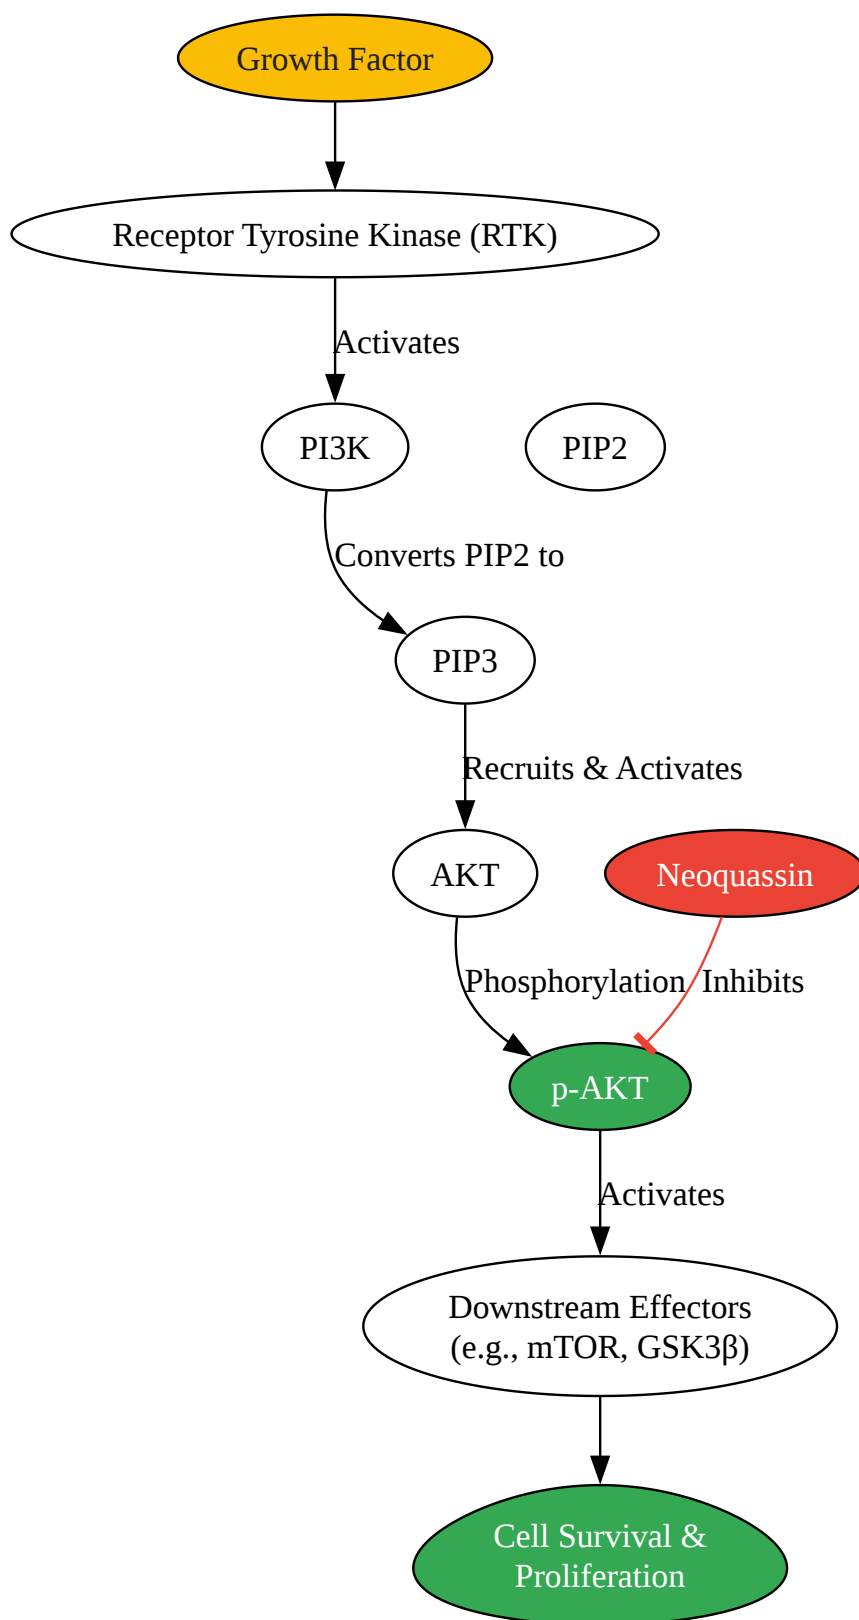 Growth Factor
Receptor Tyrosine Kinase (RTK)
Activates
PI3K
PIP2
Converts PIP2 to
PIP3
Recruits & Activates
AKT
Neoquassin
Phosphorylation
Inhibits
p-AKT
Activates
Downstream Effectors
(e.g., mTOR, GSK3β)
Cell Survival &
Proliferation